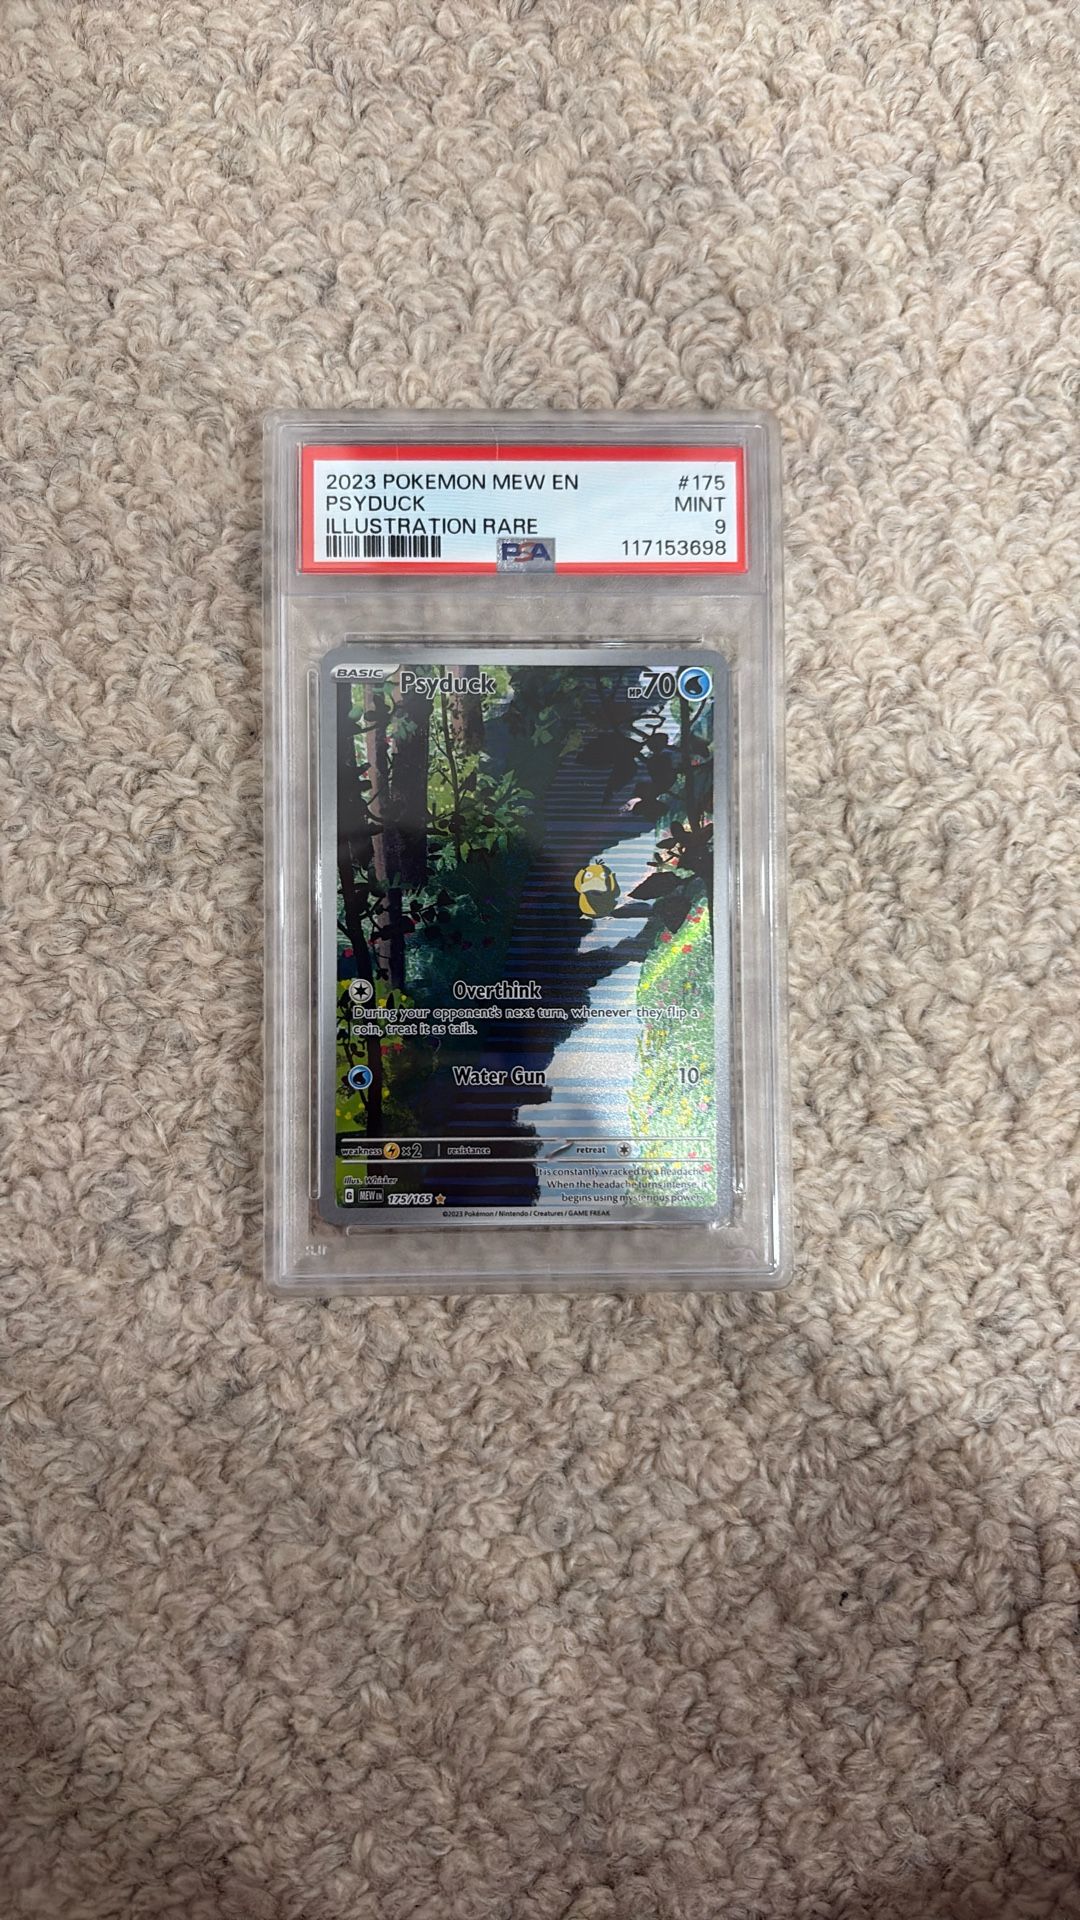 2023 POKEMON MEW EN #175
PSYDUCK MINT
ILLUSTRATION RARE 9
PSA 117153698
BASIC Psyduck HP70
Overthink
During your opponent's next turn, whenever they flip a
coin, treat it as tails.
Water Gun 10
weakness ×2 resistance retreat
It is constantly wracked by a headache.
When the headache turns intense, it
begins using mysterious powers.
Illus. Whisker
G MEW EN 175/165
©2023 Pokémon / Nintendo / Creatures / GAME FREAK